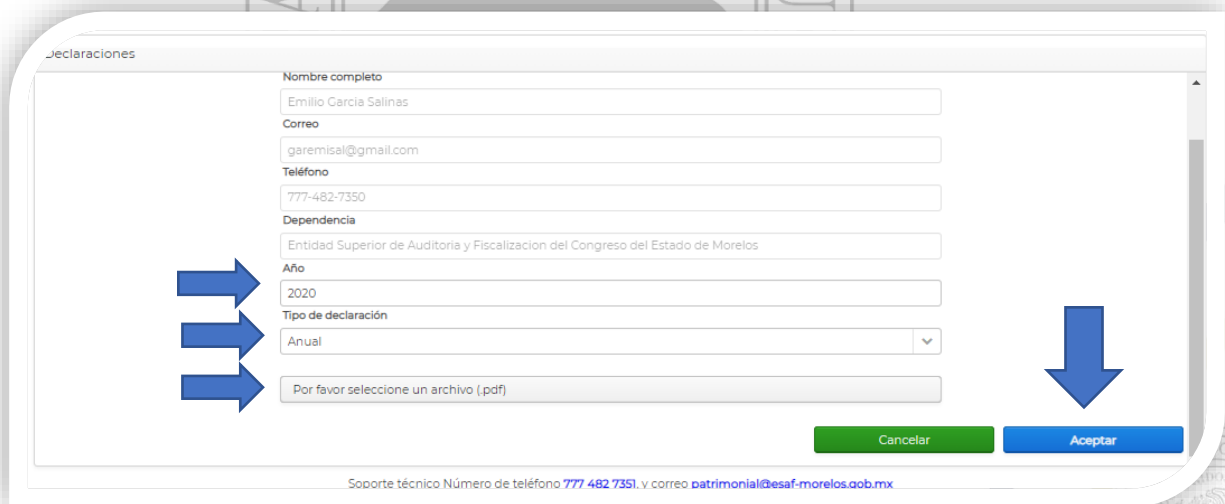 Declaraciones
Nombre completo
Emilio Garcia Salinas
Correo
garemisal@gmail.com
Teléfono
777-482-7350
Dependencia
Entidad Superior de Auditoria y Fiscalizacion del Congreso del Estado de Morelos
Año
2020
Tipo de declaración
Anual
Por favor seleccione un archivo (.pdf)
Cancelar Aceptar
Soporte técnico Número de teléfono 777 482 7351, y correo patrimonial@esaf-morelos.gob.mx